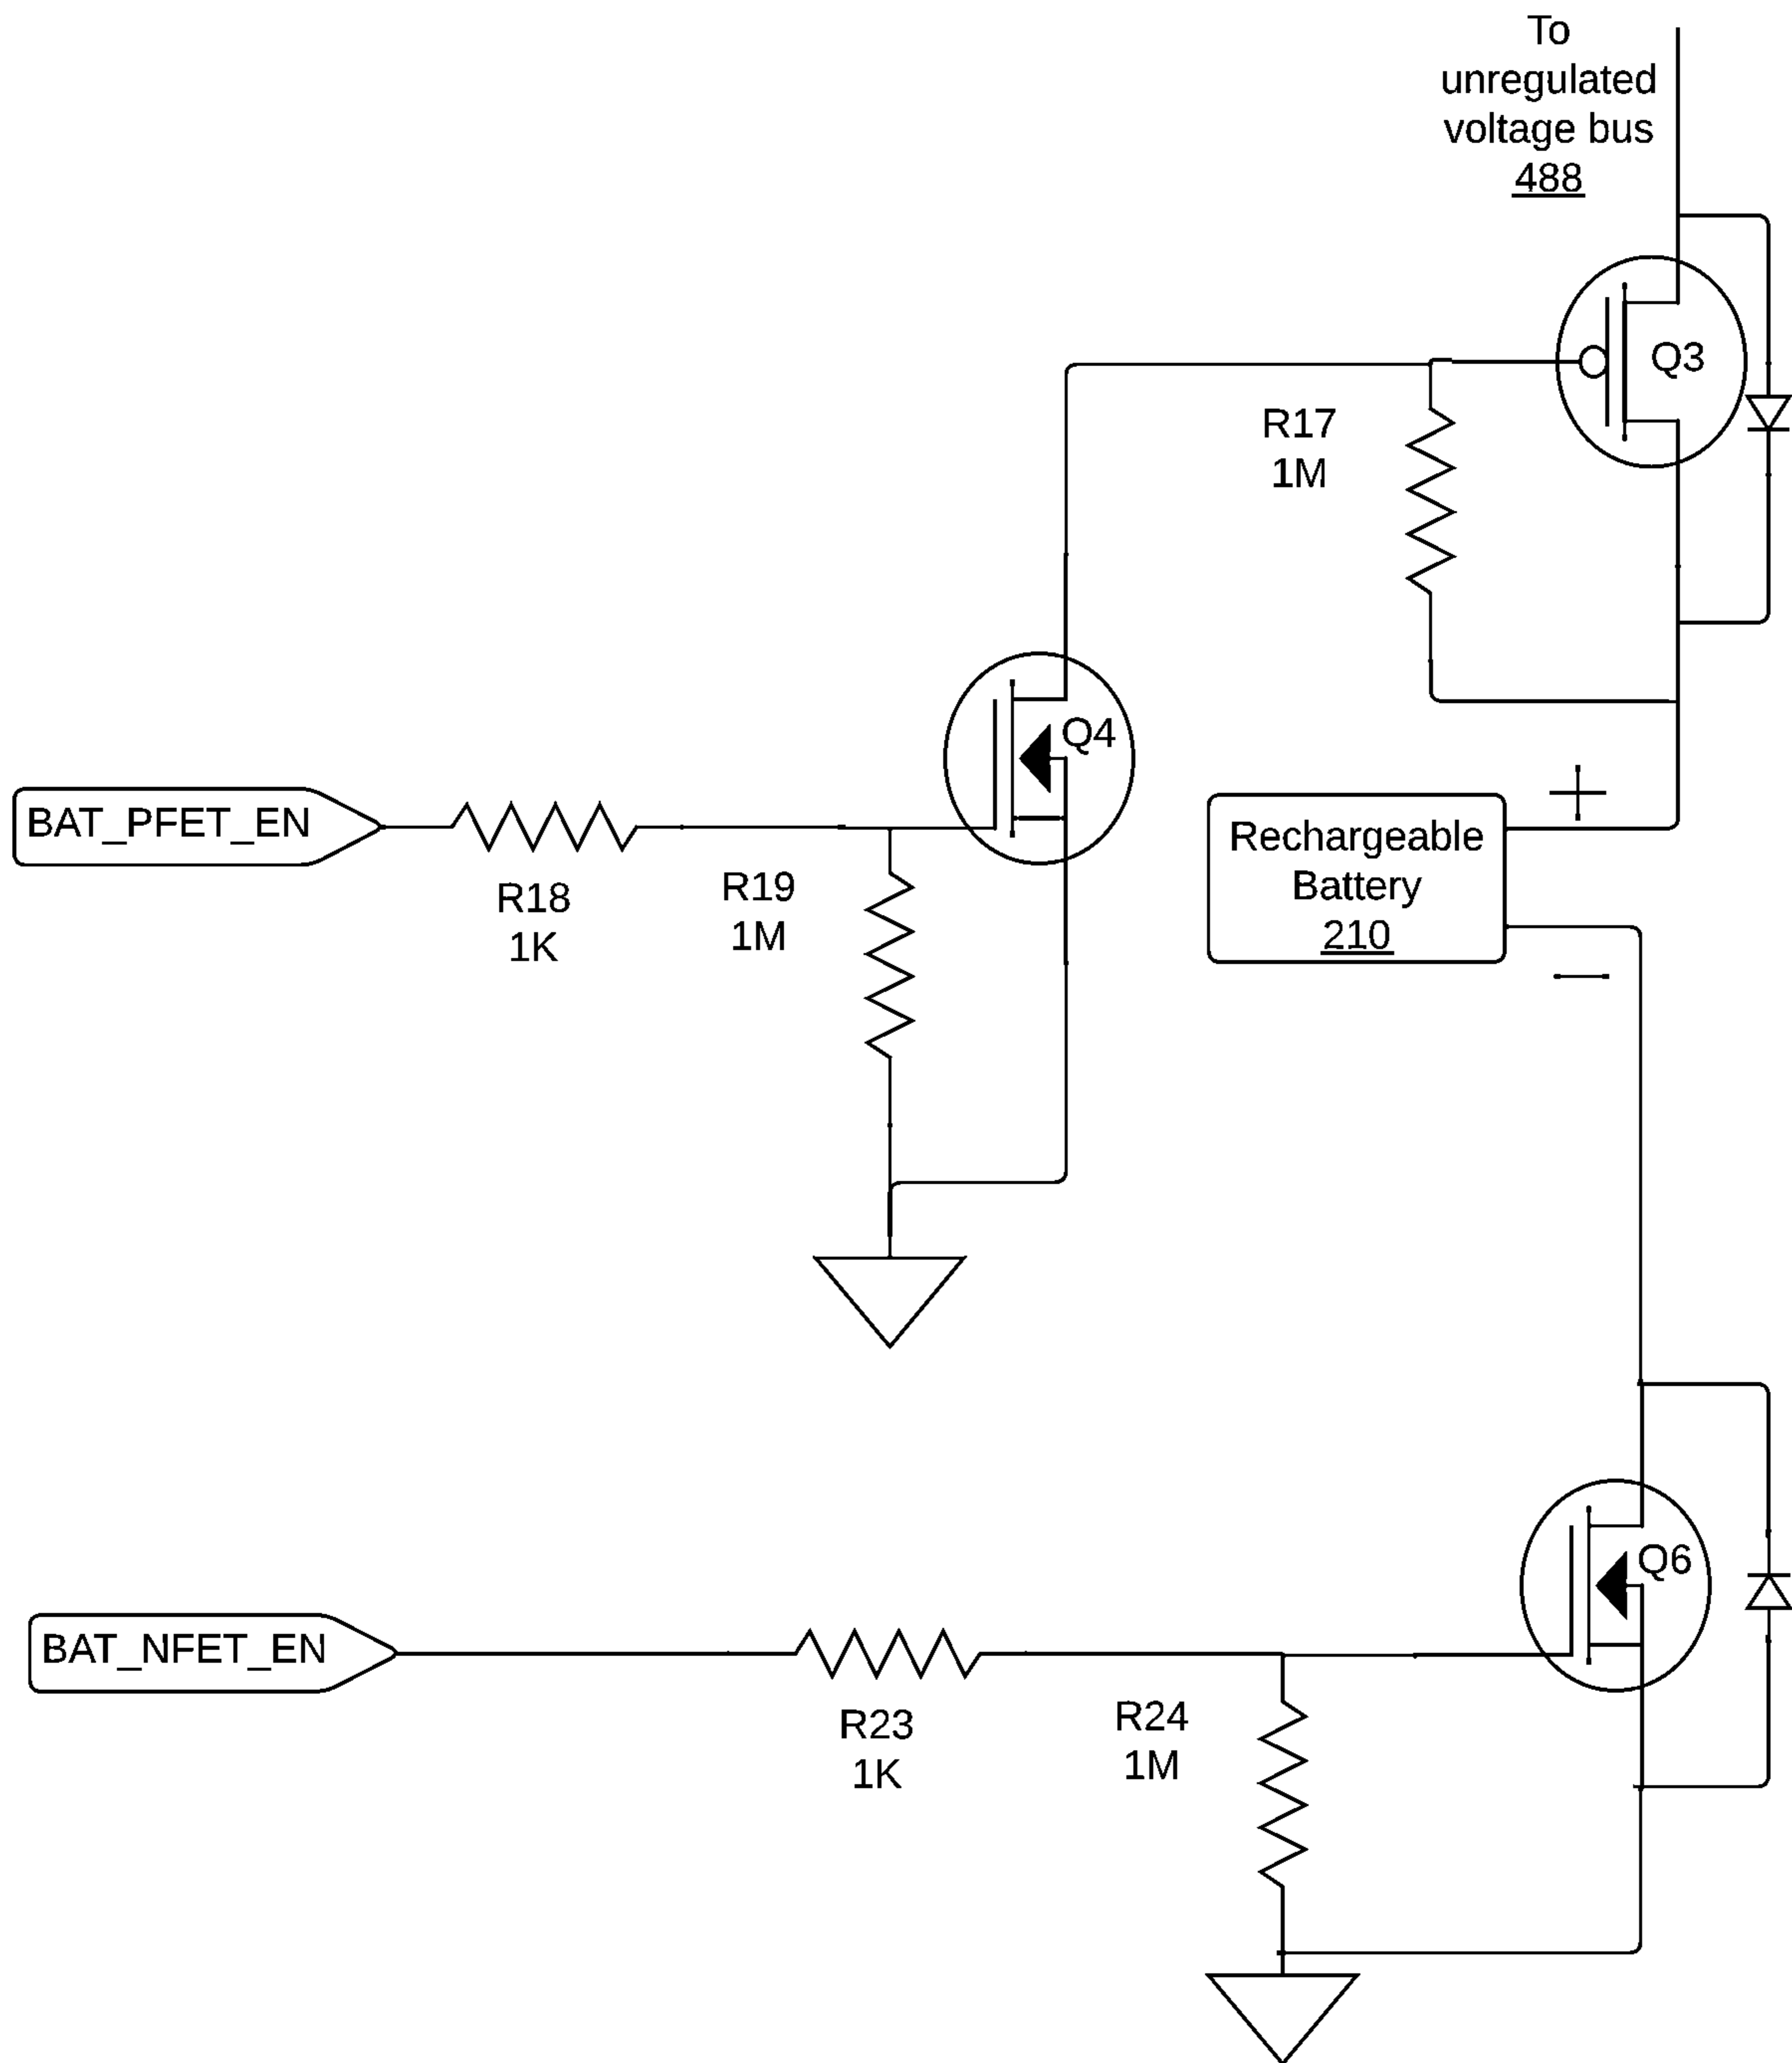 To
unregulated
voltage bus
488
Q3
R17
1M
Q4
BAT_PFET_EN
R18
1K
R19
1M
Rechargeable
Battery
210
Q6
BAT_NFET_EN
R23
1K
R24
1M